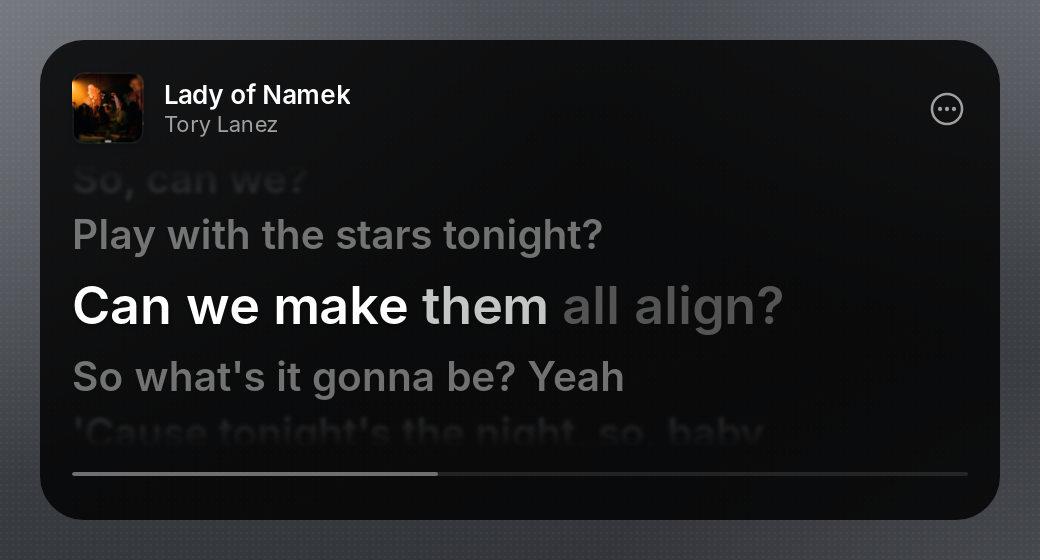 Lady of Namek
Tory Lanez
So, can we?
Play with the stars tonight?
Can we make them all align?
So what's it gonna be? Yeah
'Cause tonight's the night, so, baby